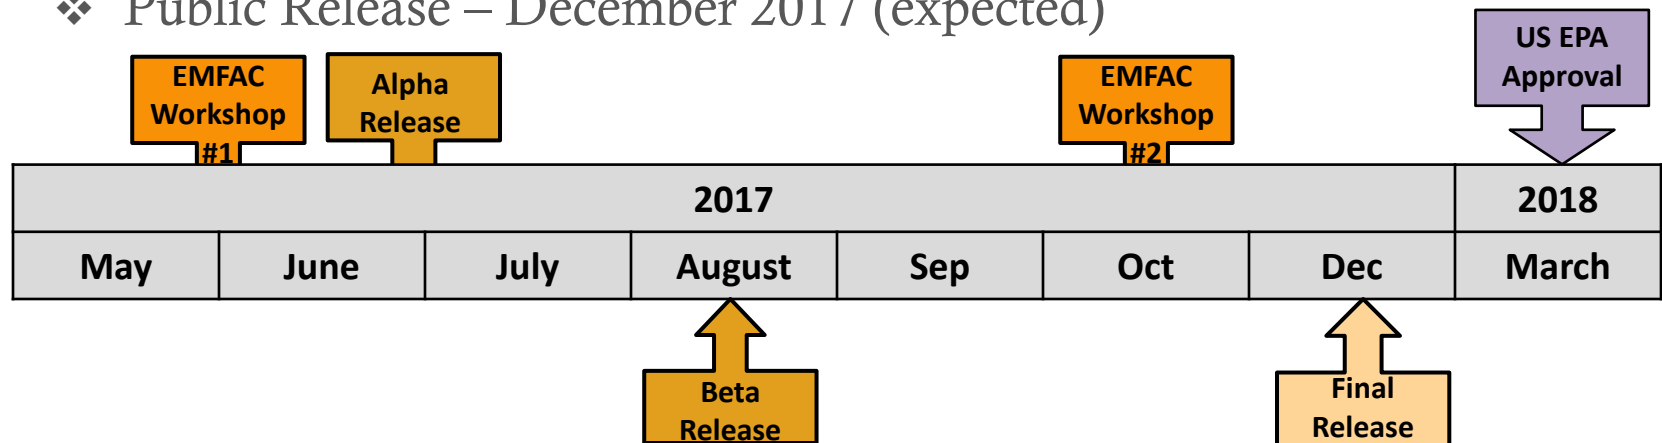 ❖ Public Release – December 2017 (expected)
US EPA
Approval
EMFAC
Workshop
#1
Alpha
Release
EMFAC
Workshop
#2
2017 2018
May June July August Sep Oct Dec March
Beta
Release
Final
Release